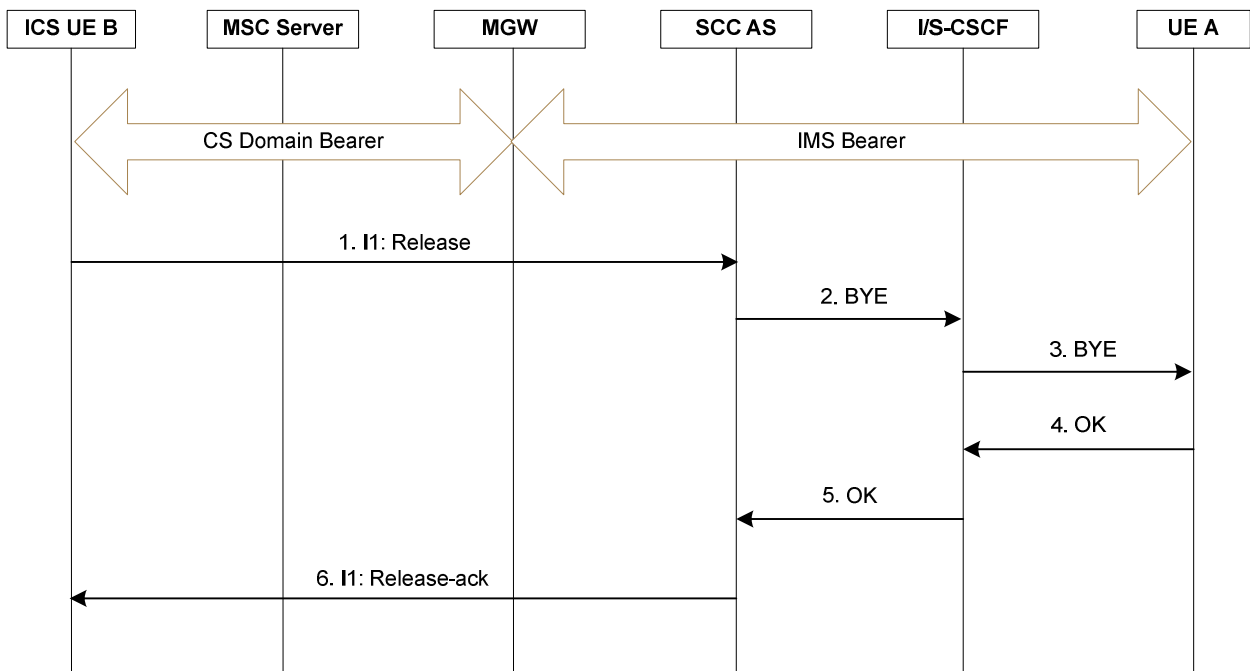 ICS UE B
MSC Server
MGW
SCC AS
I/S-CSCF
UE A
CS Domain Bearer
IMS Bearer
1. I1: Release
2. BYE
3. BYE
4. OK
5. OK
6. I1: Release-ack